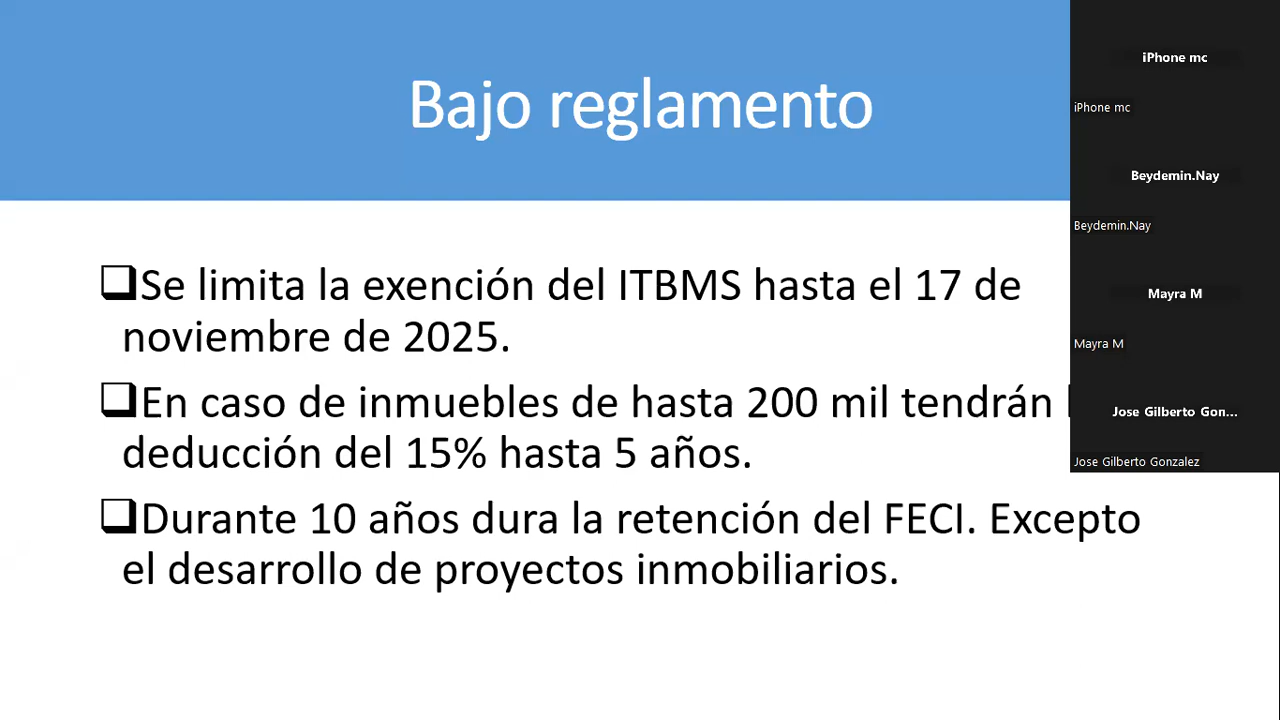 Bajo reglamento
Se limita la exención del ITBMS hasta el 17 de
noviembre de 2025.
En caso de inmuebles de hasta 200 mil tendrán
deducción del 15% hasta 5 años.
Durante 10 años dura la retención del FECI. Excepto
el desarrollo de proyectos inmobiliarios.
iPhone mc
iPhone mc
Beydemin.Nay
Beydemin.Nay
Mayra M
Mayra M
Jose Gilberto Gon...
Jose Gilberto Gonzalez